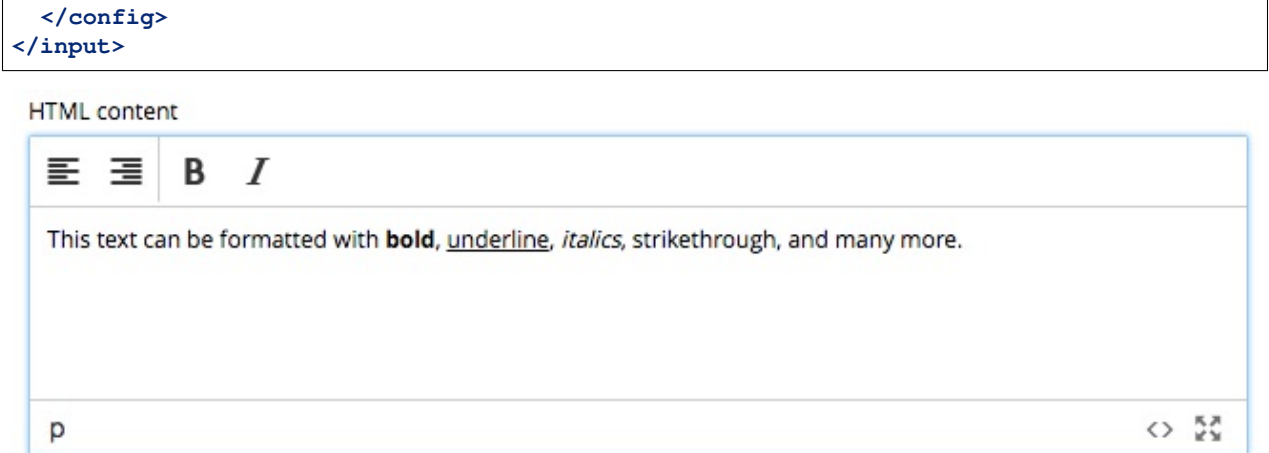 </config>
</input>
HTML content
B I
This text can be formatted with bold, underline, italics, strikethrough, and many more.
p <>